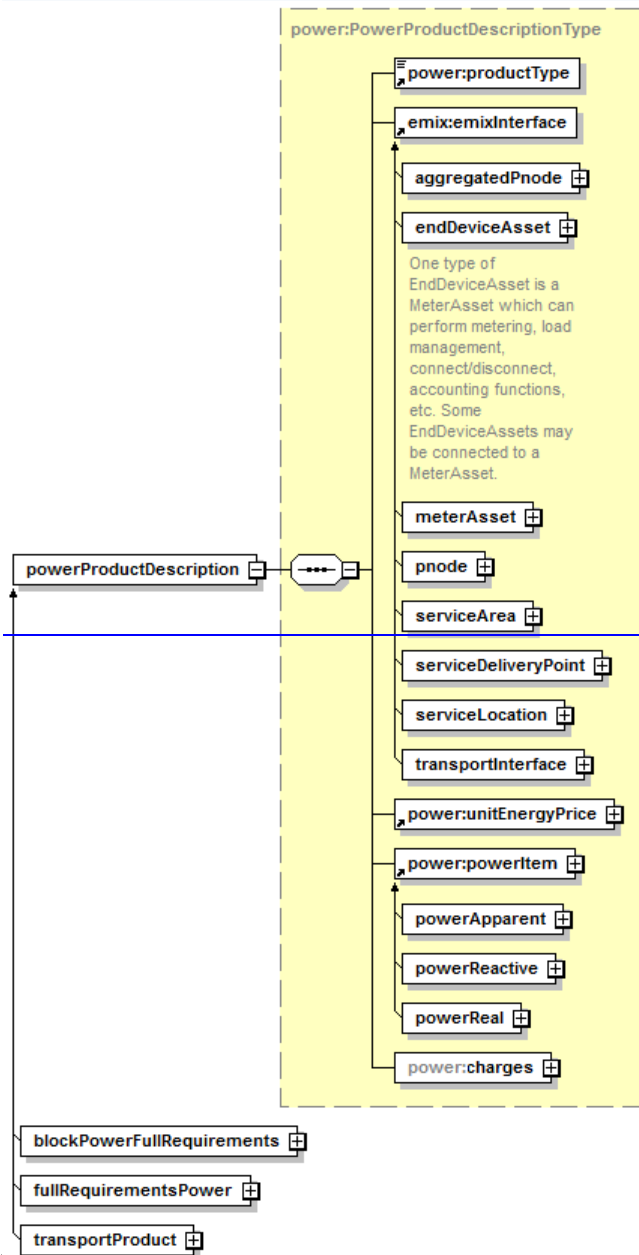 power:PowerProductDescriptionType
power:productType
emix:emixInterface
aggregatedPnode
endDeviceAsset
One type of
EndDeviceAsset is a
MeterAsset which can
perform metering, load
management,
connect/disconnect,
accounting functions,
etc. Some
EndDeviceAssets may
be connected to a
MeterAsset.
meterAsset
powerProductDescription
pnode
serviceArea
serviceDeliveryPoint
serviceLocation
transportInterface
power:unitEnergyPrice
power:powerItem
powerApparent
powerReactive
powerReal
power:charges
blockPowerFullRequirements
fullRequirementsPower
transportProduct